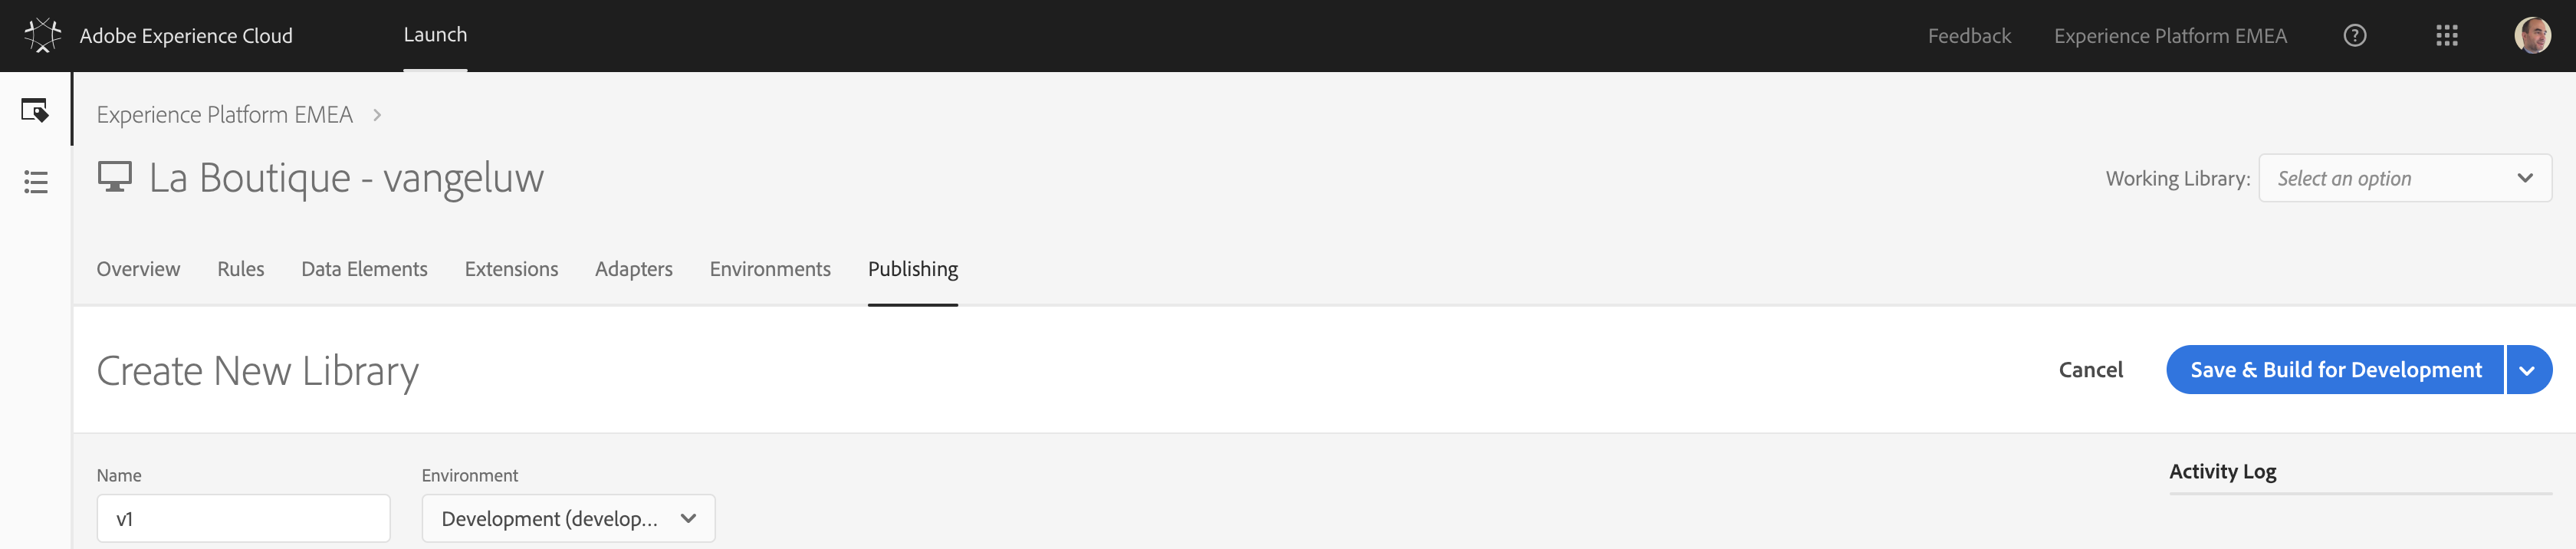 Adobe Experience Cloud Launch Feedback Experience Platform EMEA ?
Experience Platform EMEA >
La Boutique - vangeluw Working Library: Select an option
Overview Rules Data Elements Extensions Adapters Environments Publishing
Create New Library Cancel Save & Build for Development
Activity Log
Name Environment
v1 Development (develop...